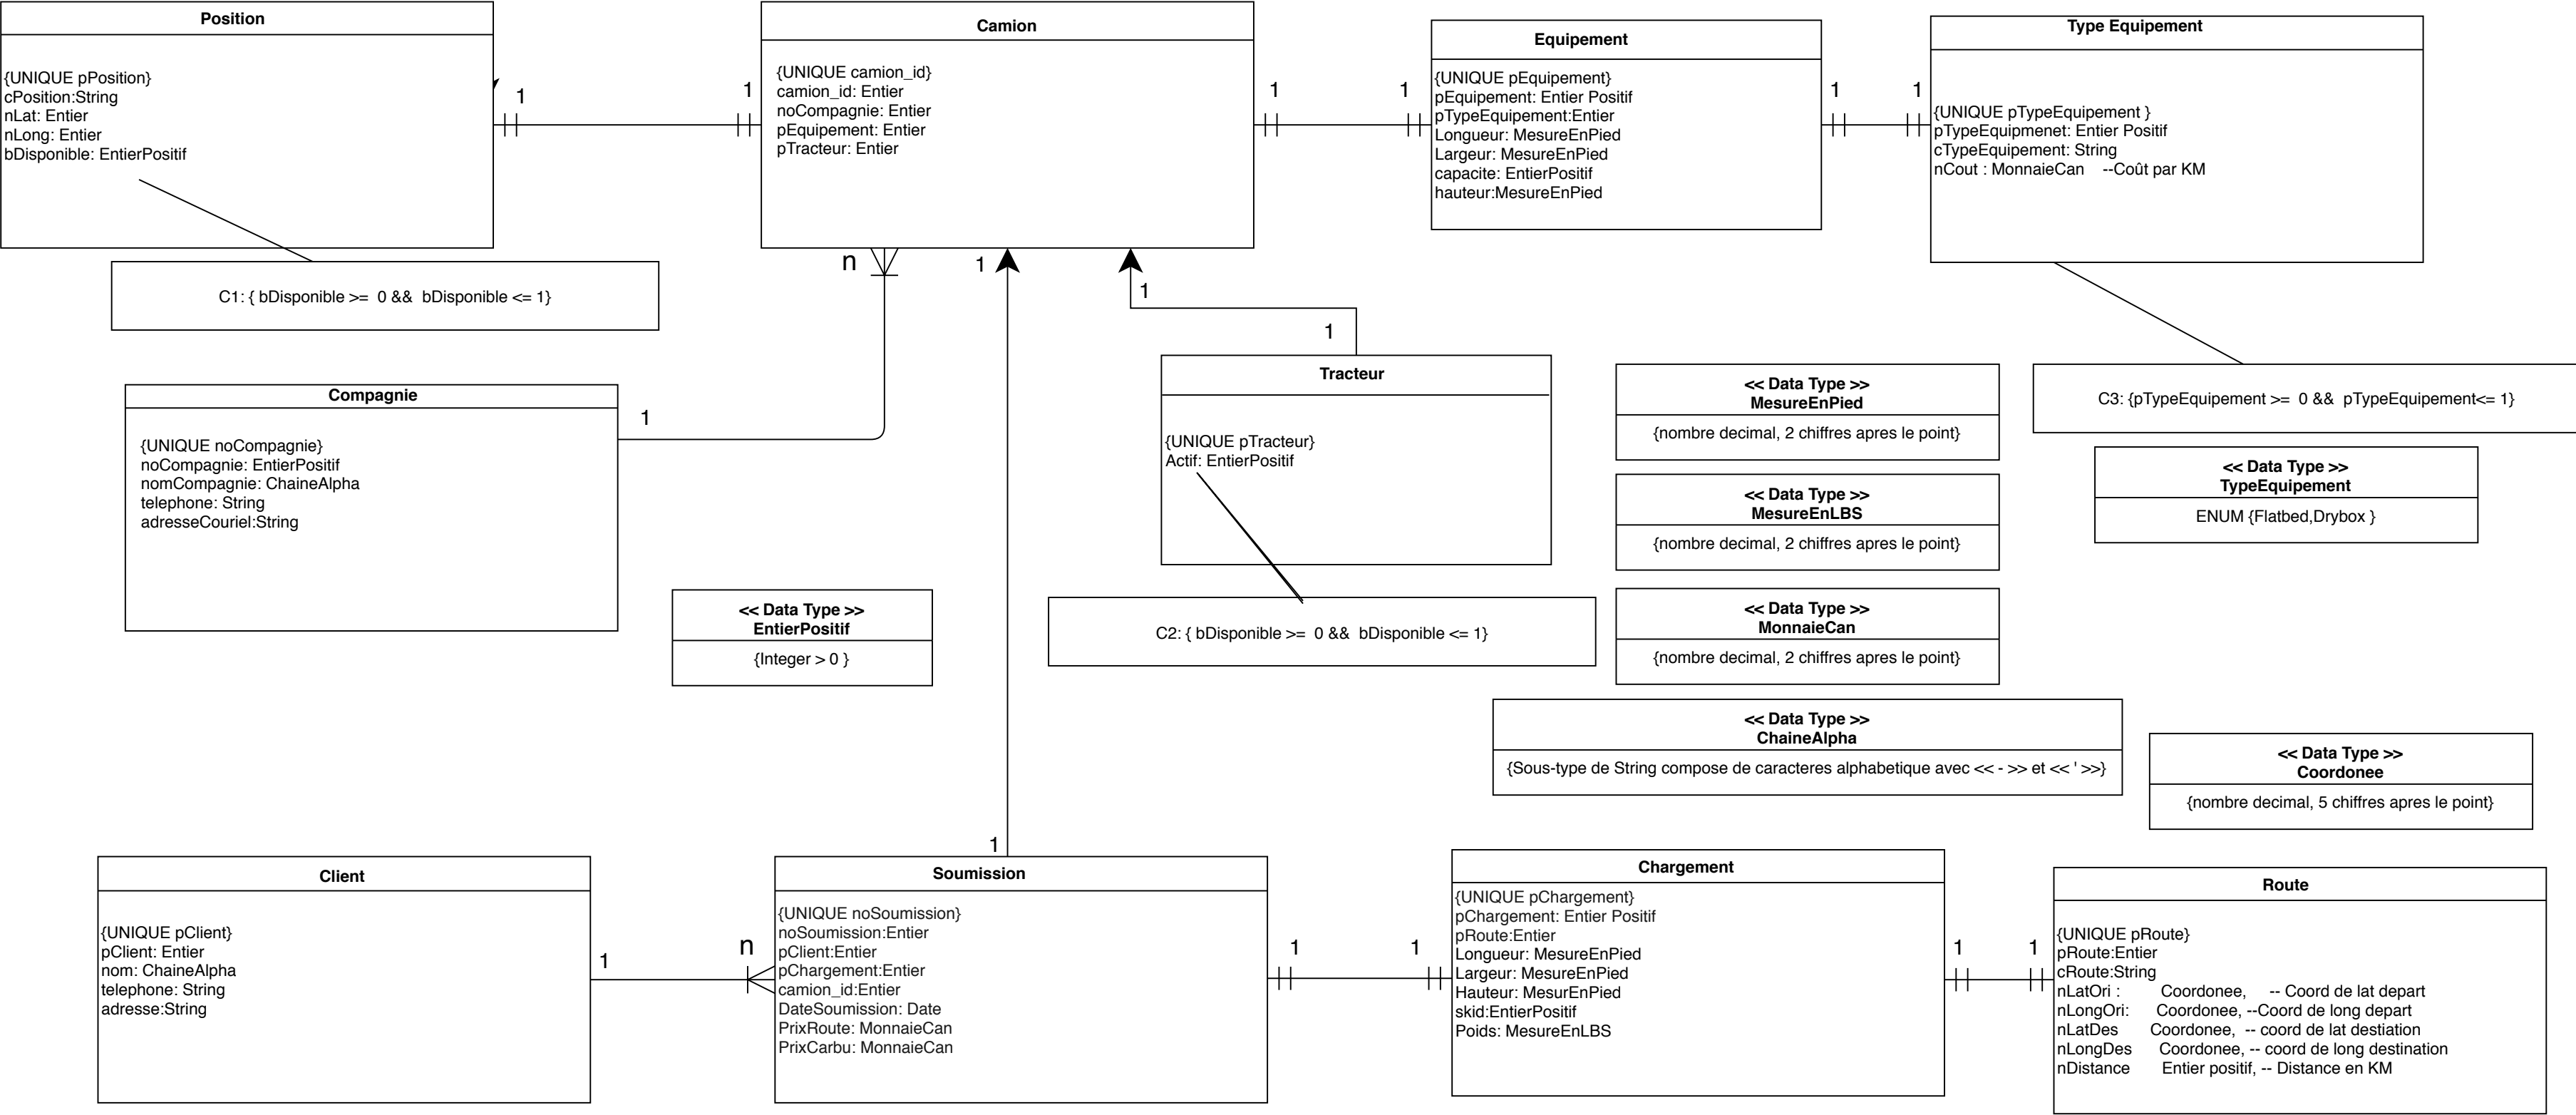 Position
{UNIQUE pPosition}
cPosition:String
nLat: Entier
nLong: Entier
bDisponible: EntierPositif
1
1
Camion
{UNIQUE camion_id}
camion_id: Entier
noCompagnie: Entier
pEquipement: Entier
pTracteur: Entier
1
1
Equipement
{UNIQUE pEquipement}
pEquipement: Entier Positif
pTypeEquipement:Entier
Longueur: MesureEnPied
Largeur: MesureEnPied
capacite: EntierPositif
hauteur:MesureEnPied
1
1
Type Equipement
{UNIQUE pTypeEquipement }
pTypeEquipmenet: Entier Positif
cTypeEquipement: String
nCout : MonnaieCan    --Coût par KM
C1: { bDisponible >=  0 &&  bDisponible <= 1}
n
1
1
1
Compagnie
{UNIQUE noCompagnie}
noCompagnie: EntierPositif
nomCompagnie: ChaineAlpha
telephone: String
adresseCouriel:String
1
Tracteur
{UNIQUE pTracteur}
Actif: EntierPositif
<< Data Type >>
MesureEnPied
{nombre decimal, 2 chiffres apres le point}
C3: {pTypeEquipement >=  0 &&  pTypeEquipement<= 1}
<< Data Type >>
TypeEquipement
ENUM {Flatbed,Drybox }
<< Data Type >>
MesureEnLBS
{nombre decimal, 2 chiffres apres le point}
<< Data Type >>
EntierPositif
{Integer > 0 }
C2: { bDisponible >=  0 &&  bDisponible <= 1}
<< Data Type >>
MonnaieCan
{nombre decimal, 2 chiffres apres le point}
<< Data Type >>
ChaineAlpha
{Sous-type de String compose de caracteres alphabetique avec << - >> et << ' >>}
<< Data Type >>
Coordonee
{nombre decimal, 5 chiffres apres le point}
1
Client
{UNIQUE pClient}
pClient: Entier
nom: ChaineAlpha
telephone: String
adresse:String
1
n
Soumission
{UNIQUE noSoumission}
noSoumission:Entier
pClient:Entier
pChargement:Entier
camion_id:Entier
DateSoumission: Date
PrixRoute: MonnaieCan
PrixCarbu: MonnaieCan
1
1
Chargement
{UNIQUE pChargement}
pChargement: Entier Positif
pRoute:Entier
Longueur: MesureEnPied
Largeur: MesureEnPied
Hauteur: MesurEnPied
skid:EntierPositif
Poids: MesureEnLBS
1
1
Route
{UNIQUE pRoute}
pRoute:Entier
cRoute:String
nLatOri :         Coordonee,     -- Coord de lat depart
nLongOri:      Coordonee, --Coord de long depart
nLatDes       Coordonee,  -- coord de lat destiation
nLongDes      Coordonee, -- coord de long destination
nDistance       Entier positif, -- Distance en KM